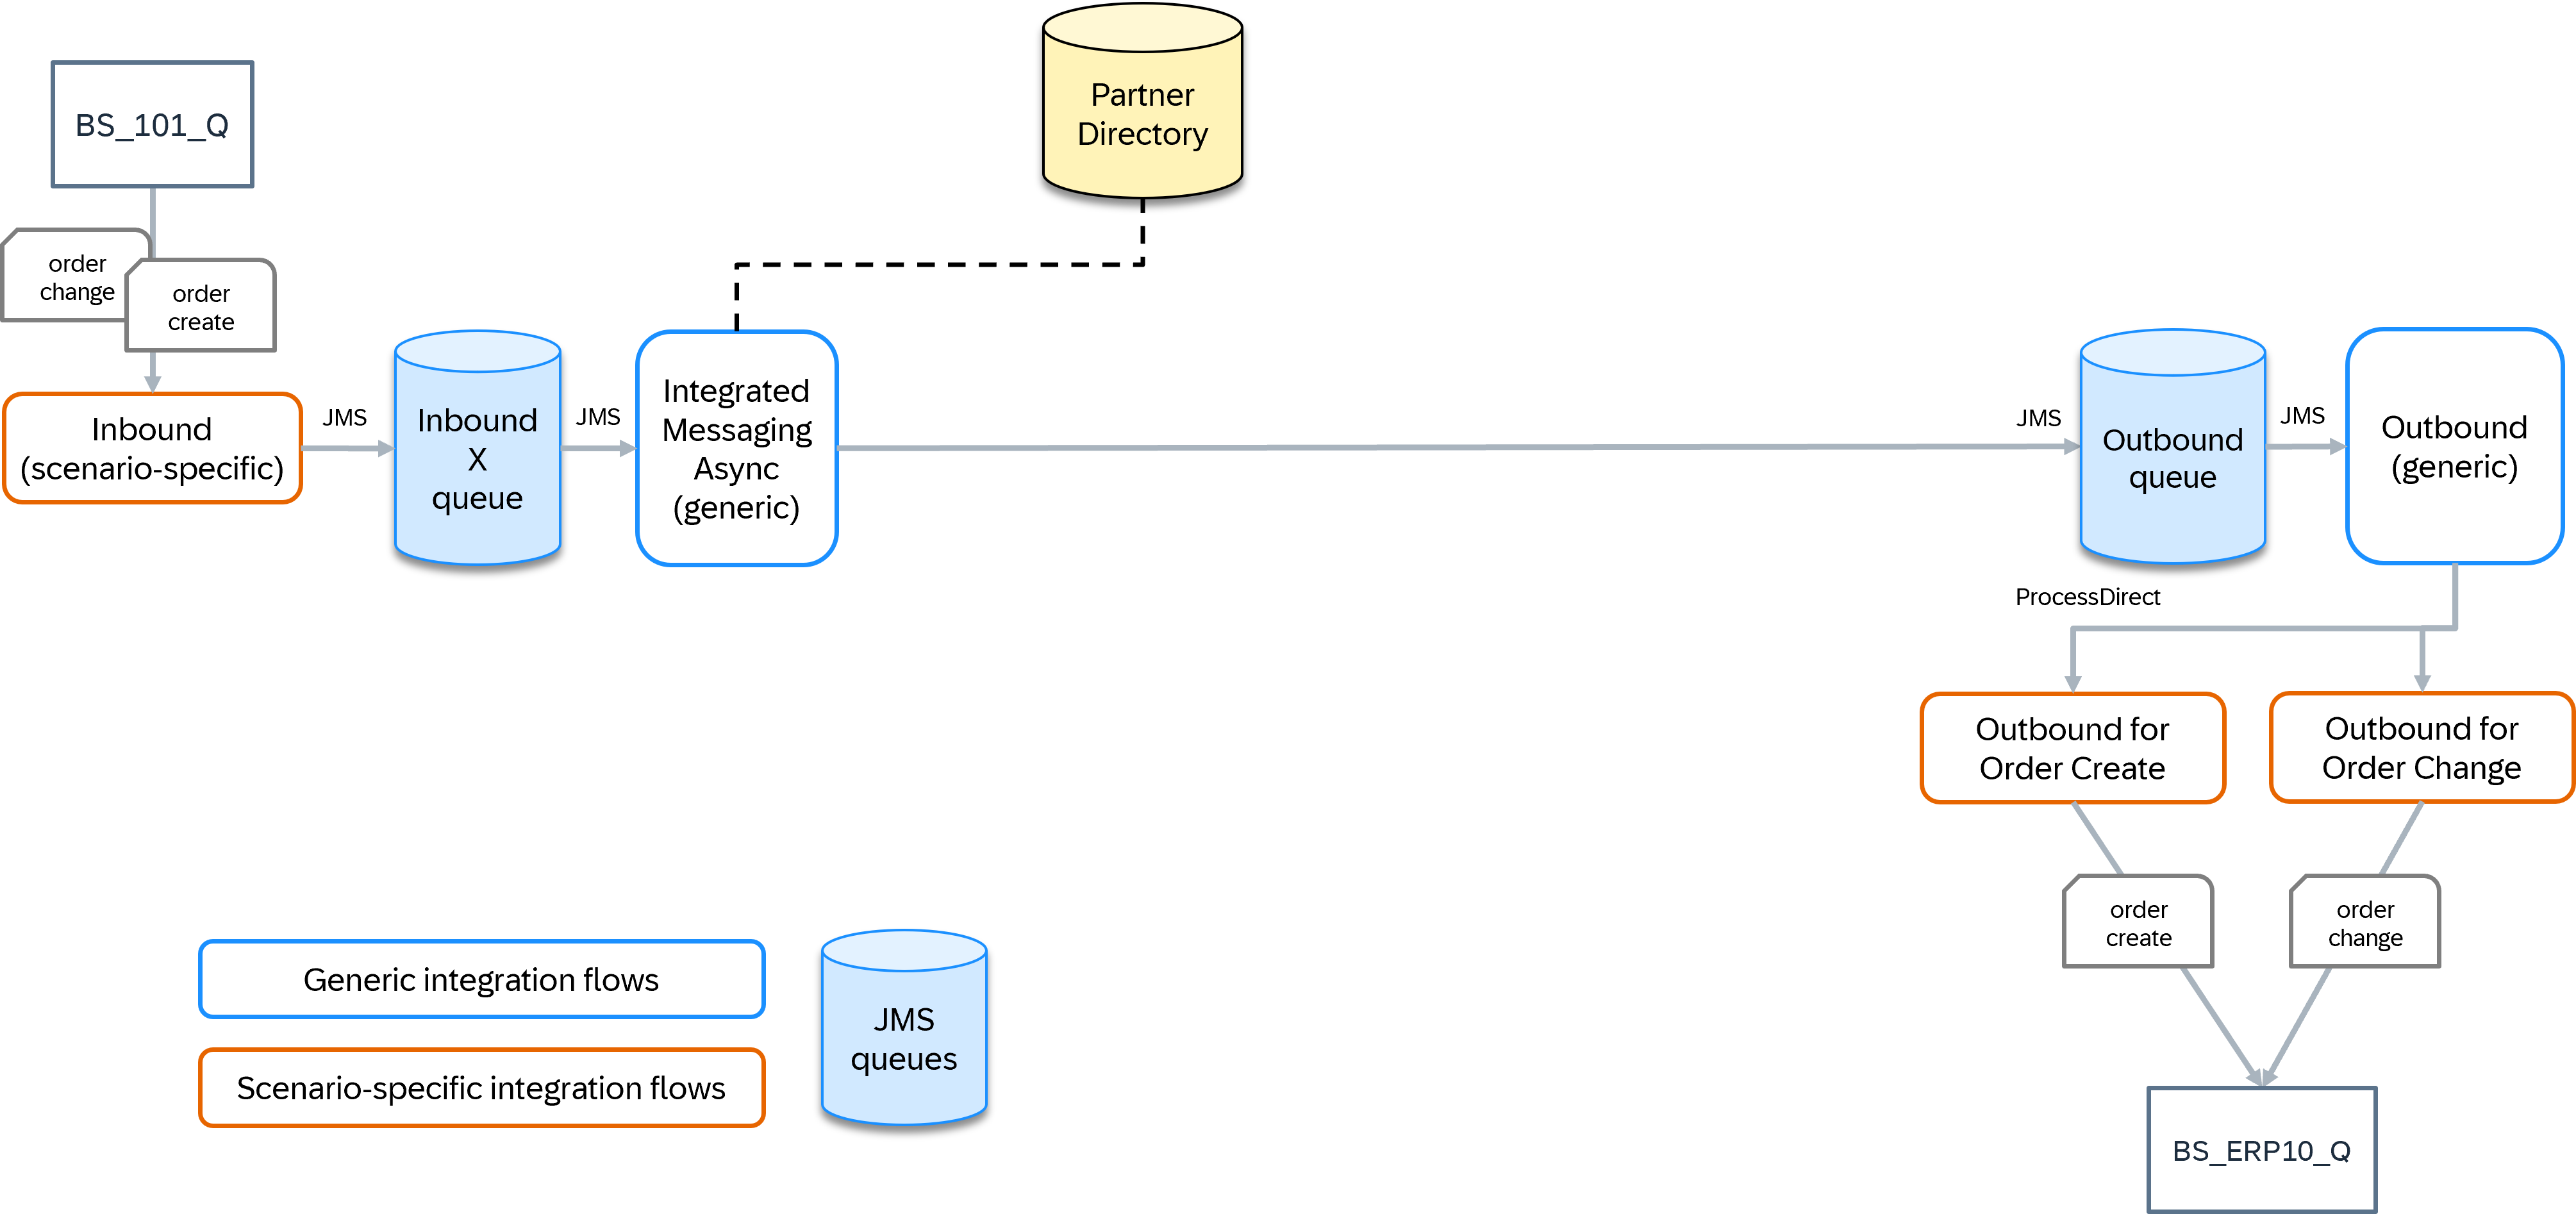 Partner
Directory
BS_101_Q
order
change
order
create
Inbound
(scenario-specific)
JMS
Inbound
X
queue
JMS
Integrated
Messaging
Async
(generic)
JMS
Outbound
queue
JMS
Outbound
(generic)
ProcessDirect
Outbound for
Order Create
Outbound for
Order Change
order
create
order
change
BS_ERP10_Q
Generic integration flows
Scenario-specific integration flows
JMS
queues